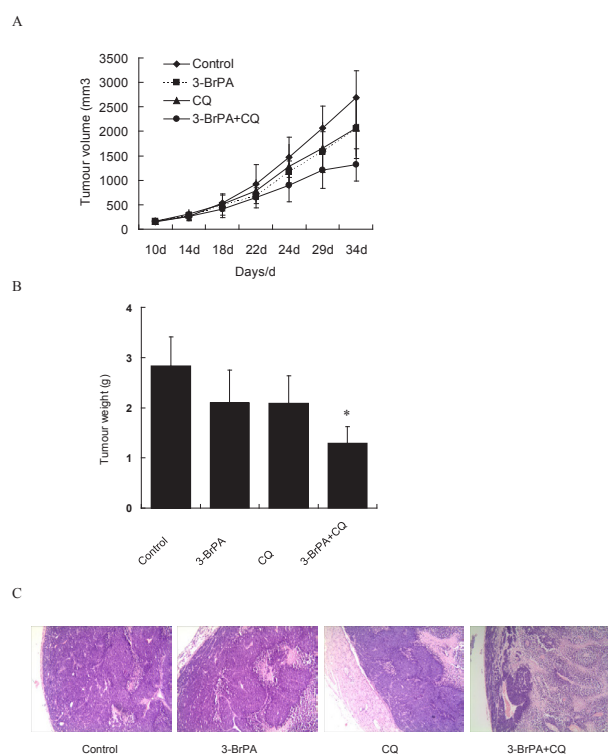 A
Tumour volume (mm3
3500
3000
2500
2000
1500
1000
500
0
Control
3-BrPA
CQ
3-BrPA+CQ
10d 14d 18d 22d 24d 29d 34d
Days/d
B
Tumour weight (g)
4
3
2
1
0
*
Control 3-BrPA CQ 3-BrPA+CQ
C
Control 3-BrPA CQ 3-BrPA+CQ